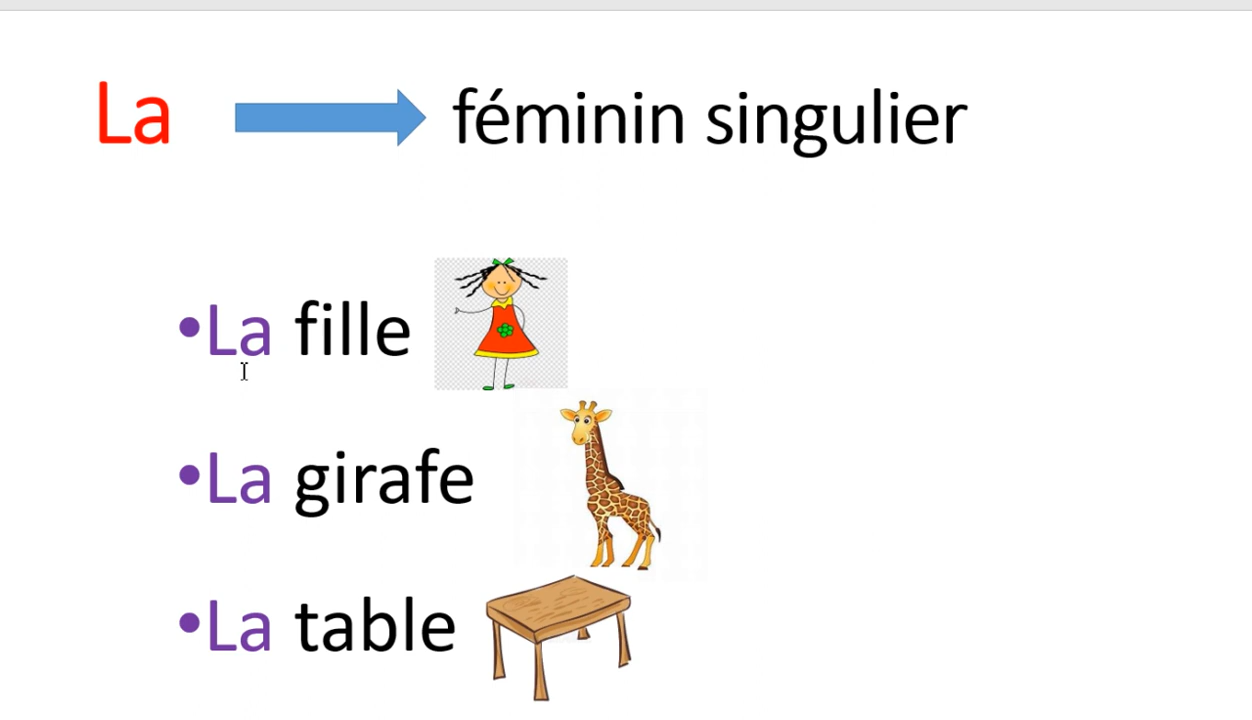 La féminin singulier
•La fille
•La girafe
•La table